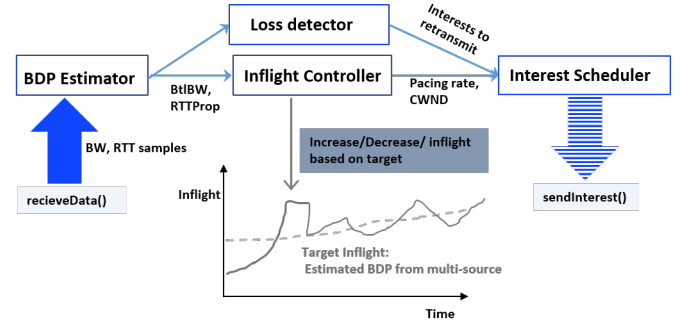 Loss detector
Interests to
retransmit
BDP Estimator
BtlBW,
RTTProp
Inflight Controller
Pacing rate,
CWND
Interest Scheduler
BW, RTT samples
Increase/Decrease/ inflight
based on target
recieveData()
sendInterest()
Inflight
Target Inflight:
Estimated BDP from multi-source
Time